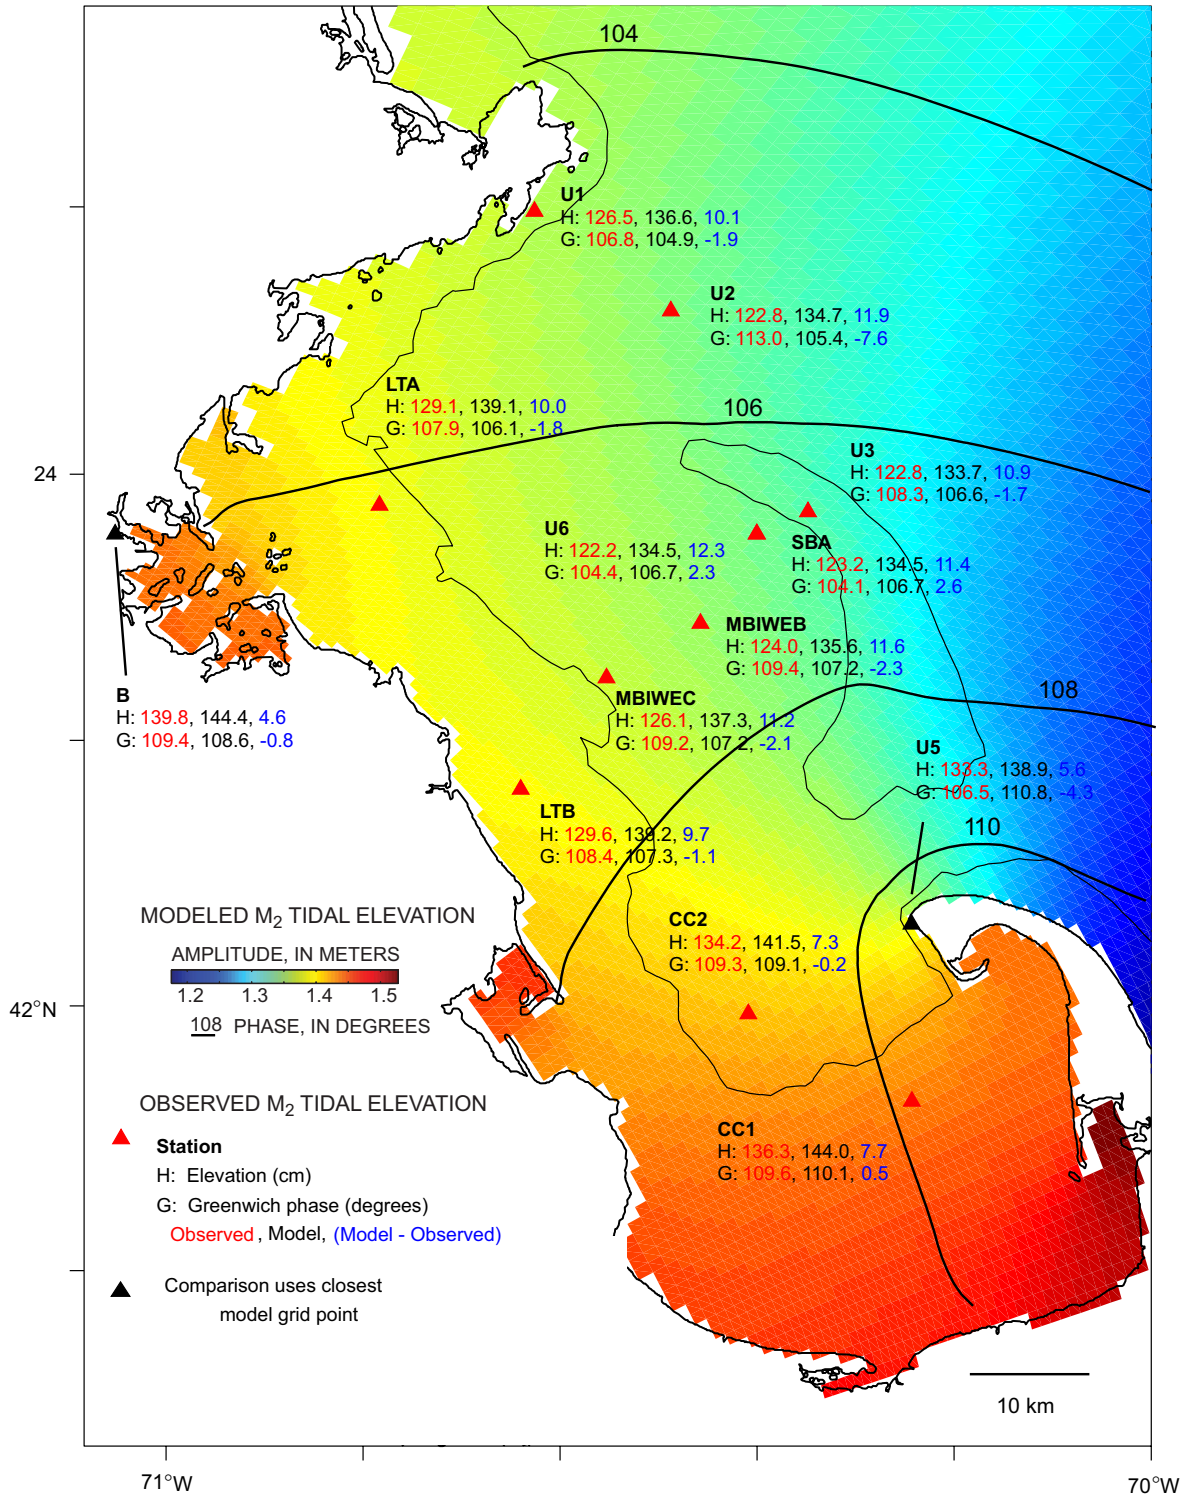 104
U1
H: 126.5, 136.6, 10.1
G: 106.8, 104.9, -1.9
U2
H: 122.8, 134.7, 11.9
G: 113.0, 105.4, -7.6
LTA
H: 129.1, 139.1, 10.0
G: 107.9, 106.1, -1.8
106
U3
H: 122.8, 133.7, 10.9
G: 108.3, 106.6, -1.7
24
U6
H: 122.2, 134.5, 12.3
G: 104.4, 106.7, 2.3
SBA
H: 123.2, 134.5, 11.4
G: 104.1, 106.7, 2.6
MBIWEB
H: 124.0, 135.6, 11.6
G: 109.4, 107.2, -2.3
B
H: 139.8, 144.4, 4.6
G: 109.4, 108.6, -0.8
MBIWEC
H: 126.1, 137.3, 11.2
G: 109.2, 107.2, -2.1
108
U5
H: 133.3, 138.9, 5.6
G: 106.5, 110.8, -4.3
LTB
H: 129.6, 139.2, 9.7
G: 108.4, 107.3, -1.1
110
MODELED M2 TIDAL ELEVATION
AMPLITUDE, IN METERS
1.2 1.3 1.4 1.5
108 PHASE, IN DEGREES
CC2
H: 134.2, 141.5, 7.3
G: 109.3, 109.1, -0.2
42°N
OBSERVED M2 TIDAL ELEVATION
Station
H: Elevation (cm)
G: Greenwich phase (degrees)
Observed, Model, (Model - Observed)
Comparison uses closest
model grid point
CC1
H: 136.3, 144.0, 7.7
G: 109.6, 110.1, 0.5
10 km
71°W
70°W